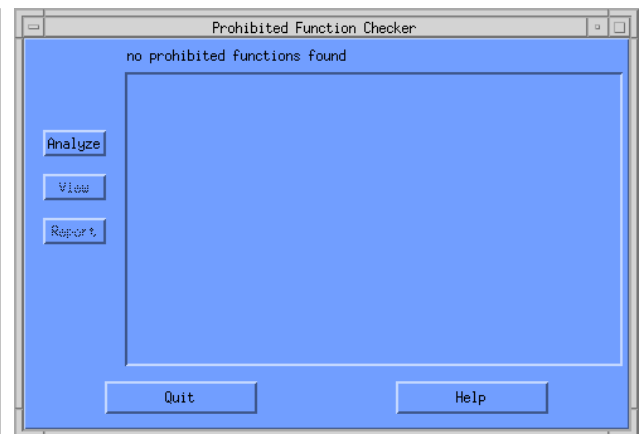 Prohibited Function Checker
no prohibited functions found
Analyze
View
Report
Quit
Help